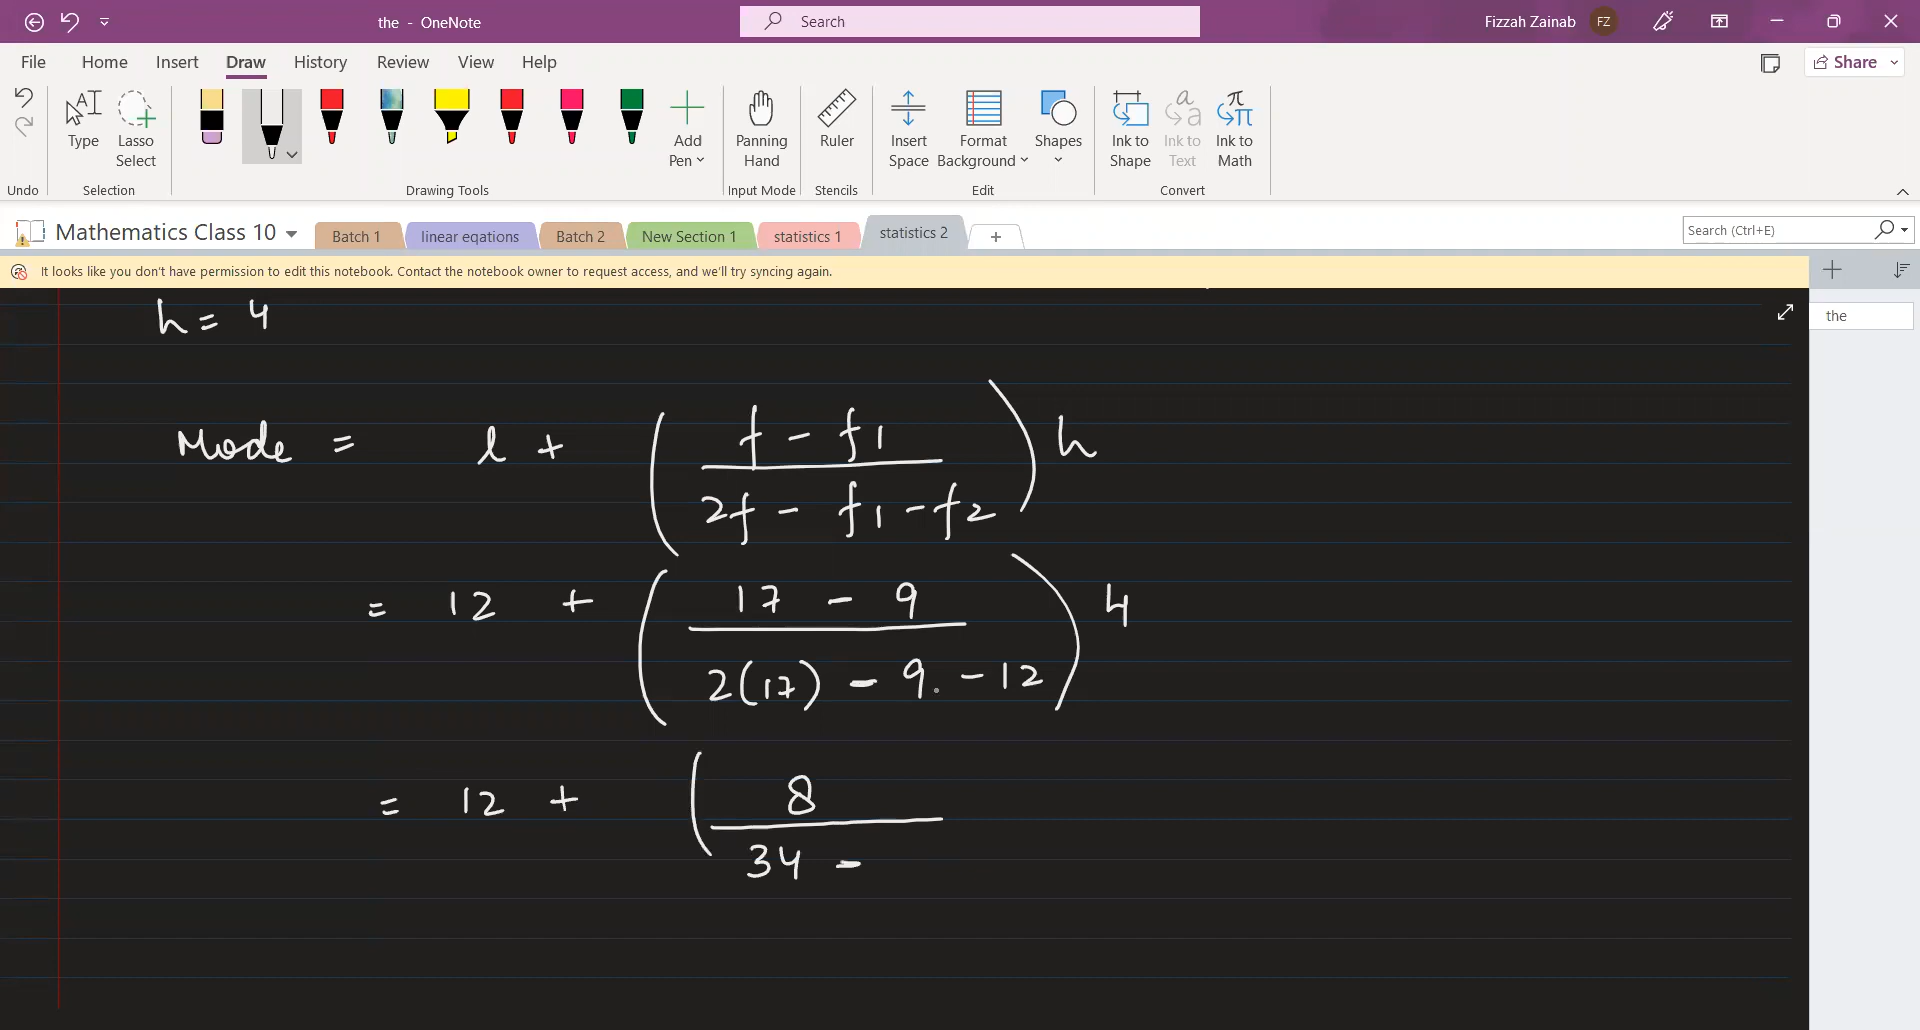 the - OneNote
Search
Fizzah Zainab FZ
File Home Insert Draw History Review View Help
Share
Type
Lasso Select
Add Pen
Panning Hand
Ruler
Insert Space
Format Background
Shapes
Ink to Shape
Ink to Text
Ink to Math
Undo Selection Drawing Tools Input Mode Stencils Edit Convert
Mathematics Class 10 Batch 1 linear eqations Batch 2 New Section 1 statistics 1 statistics 2
Search (Ctrl+E)
It looks like you don't have permission to edit this notebook. Contact the notebook owner to request access, and we'll try syncing again.
the
h = 4
Mode = l + ( f - f1 / 2f - f1 - f2 ) h
= 12 + ( 17 - 9 / 2(17) - 9 - 12 ) 4
= 12 + ( 8 / 34 -